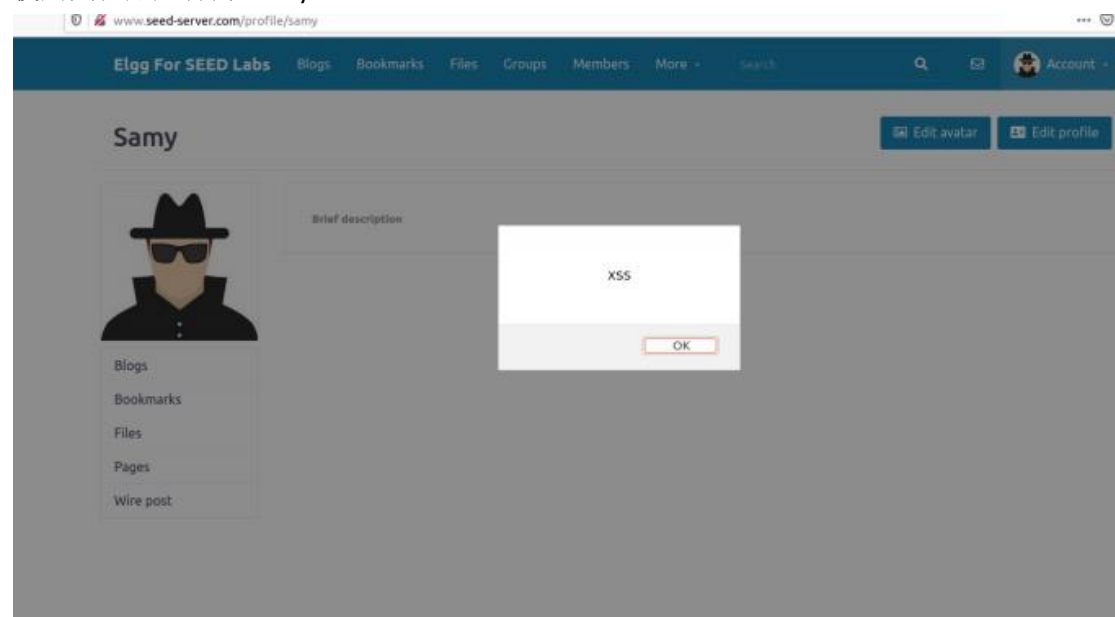 www.seed-server.com/profile/samy
Elgg For SEED Labs Blogs Bookmarks Files Groups Members More Search Account
Samy
Edit avatar Edit profile
Brief description
xss
OK
Blogs
Bookmarks
Files
Pages
Wire post